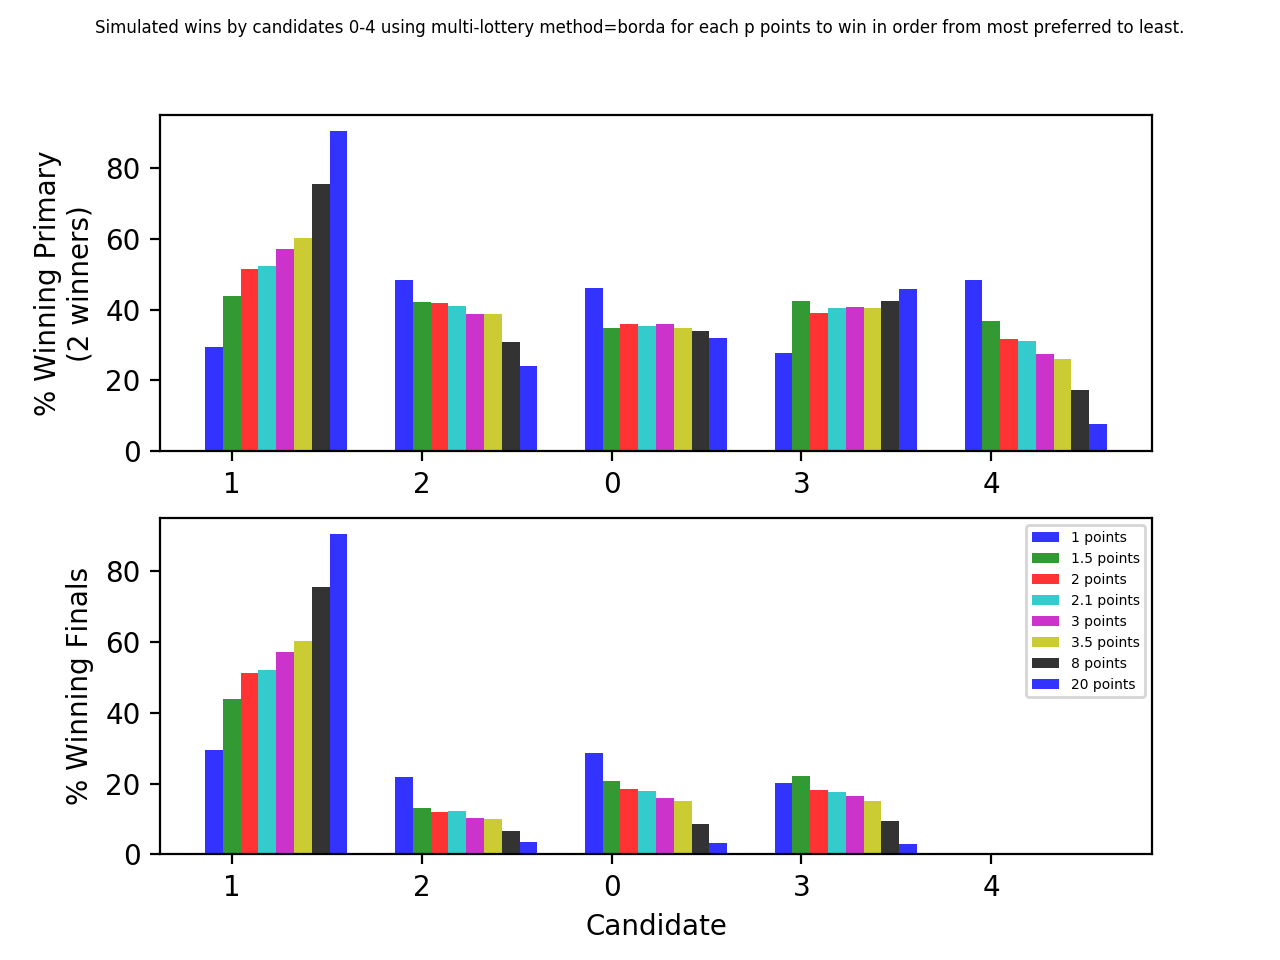 Simulated wins by candidates 0-4 using multi-lottery method=borda for each p points to win in order from most preferred to least.
% Winning Primary
(2 winners)
80
60
40
20
0
1 2 0 3 4
% Winning Finals
80
60
40
20
0
1 points
1.5 points
2 points
2.1 points
3 points
3.5 points
8 points
20 points
1 2 0 3 4
Candidate